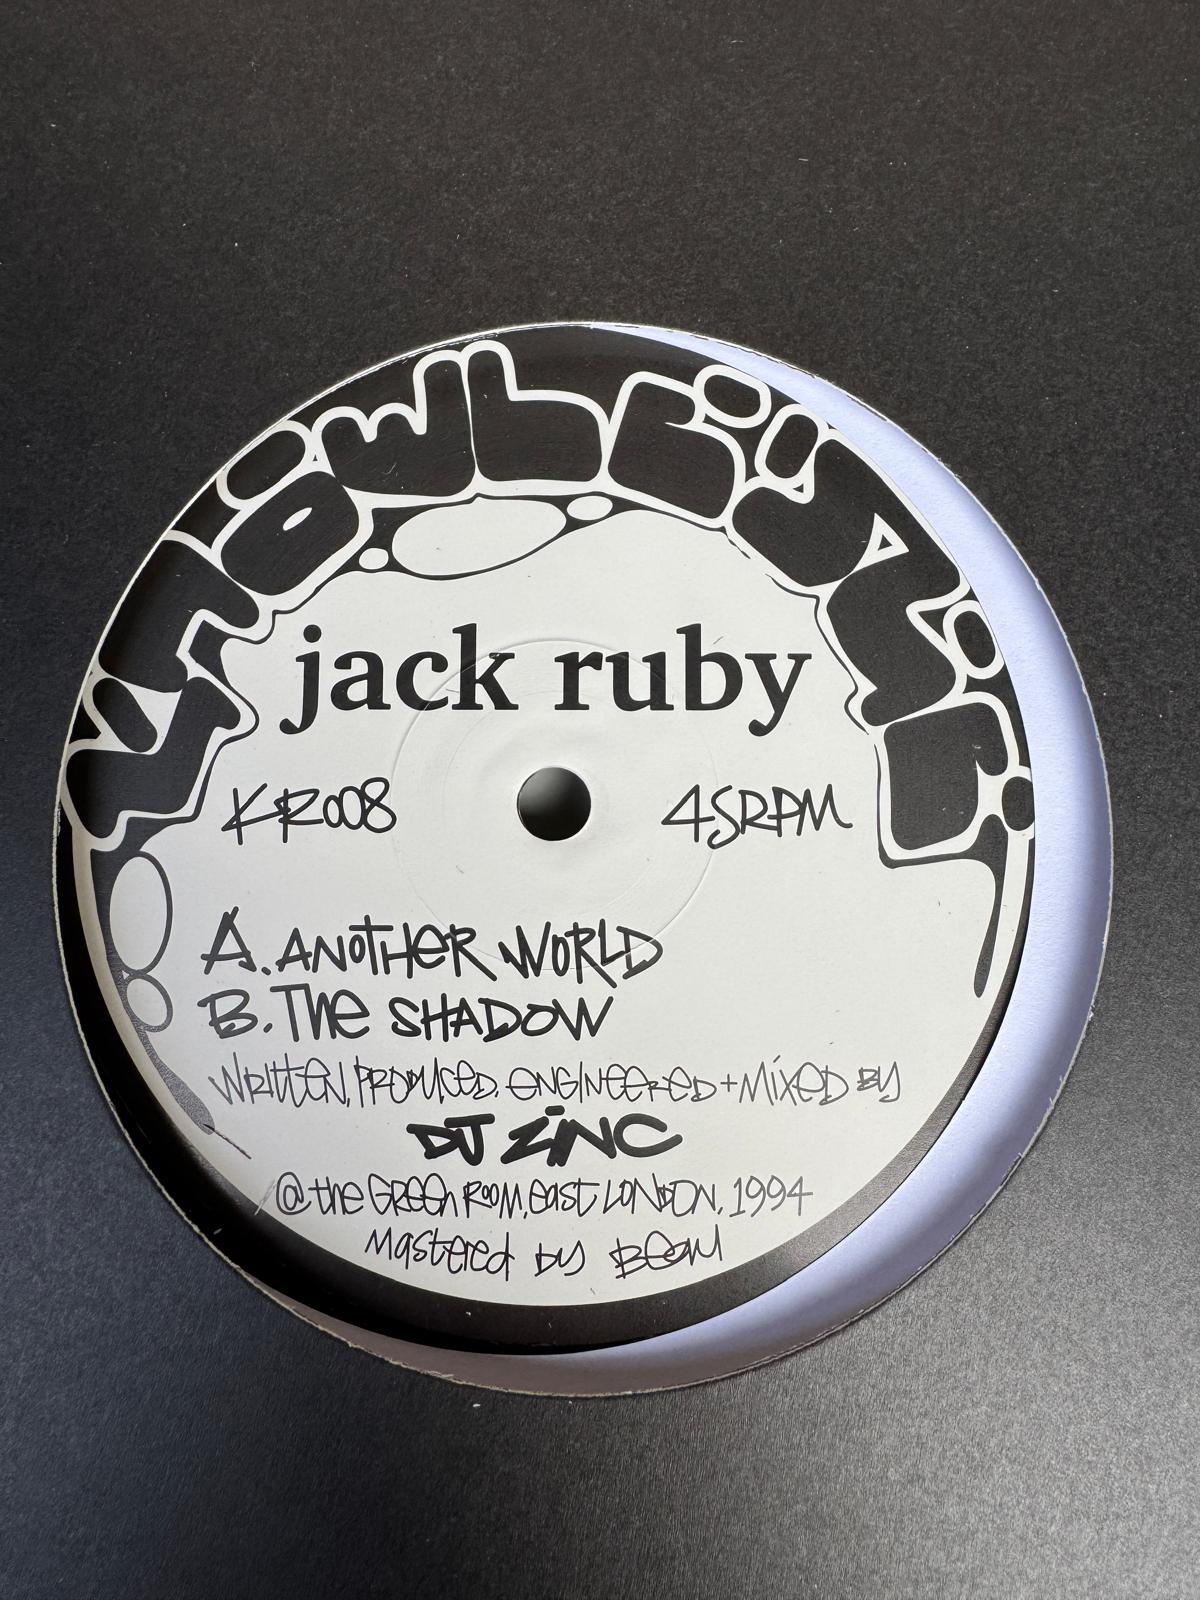 jack ruby
KR008 45RPM
A. ANOTHER WORLD
B. The SHADOW
WRITTEN, PRODUCED, ENGINEERED + MIXED BY
DJ ZINC
@ the GREEN ROOM, EAST LONDON, 1994
Mastered by BEAU